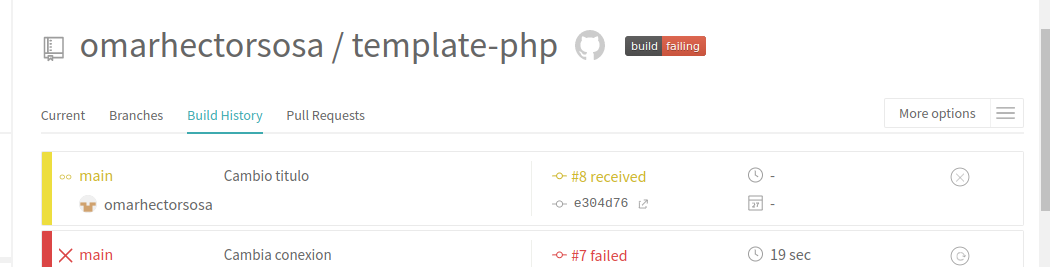 omarhectorsosa / template-php
build failing
Current Branches Build History Pull Requests
More options
main Cambio titulo #8 received -
omarhectorsosa e304d76 27 -
main Cambia conexion #7 failed 19 sec